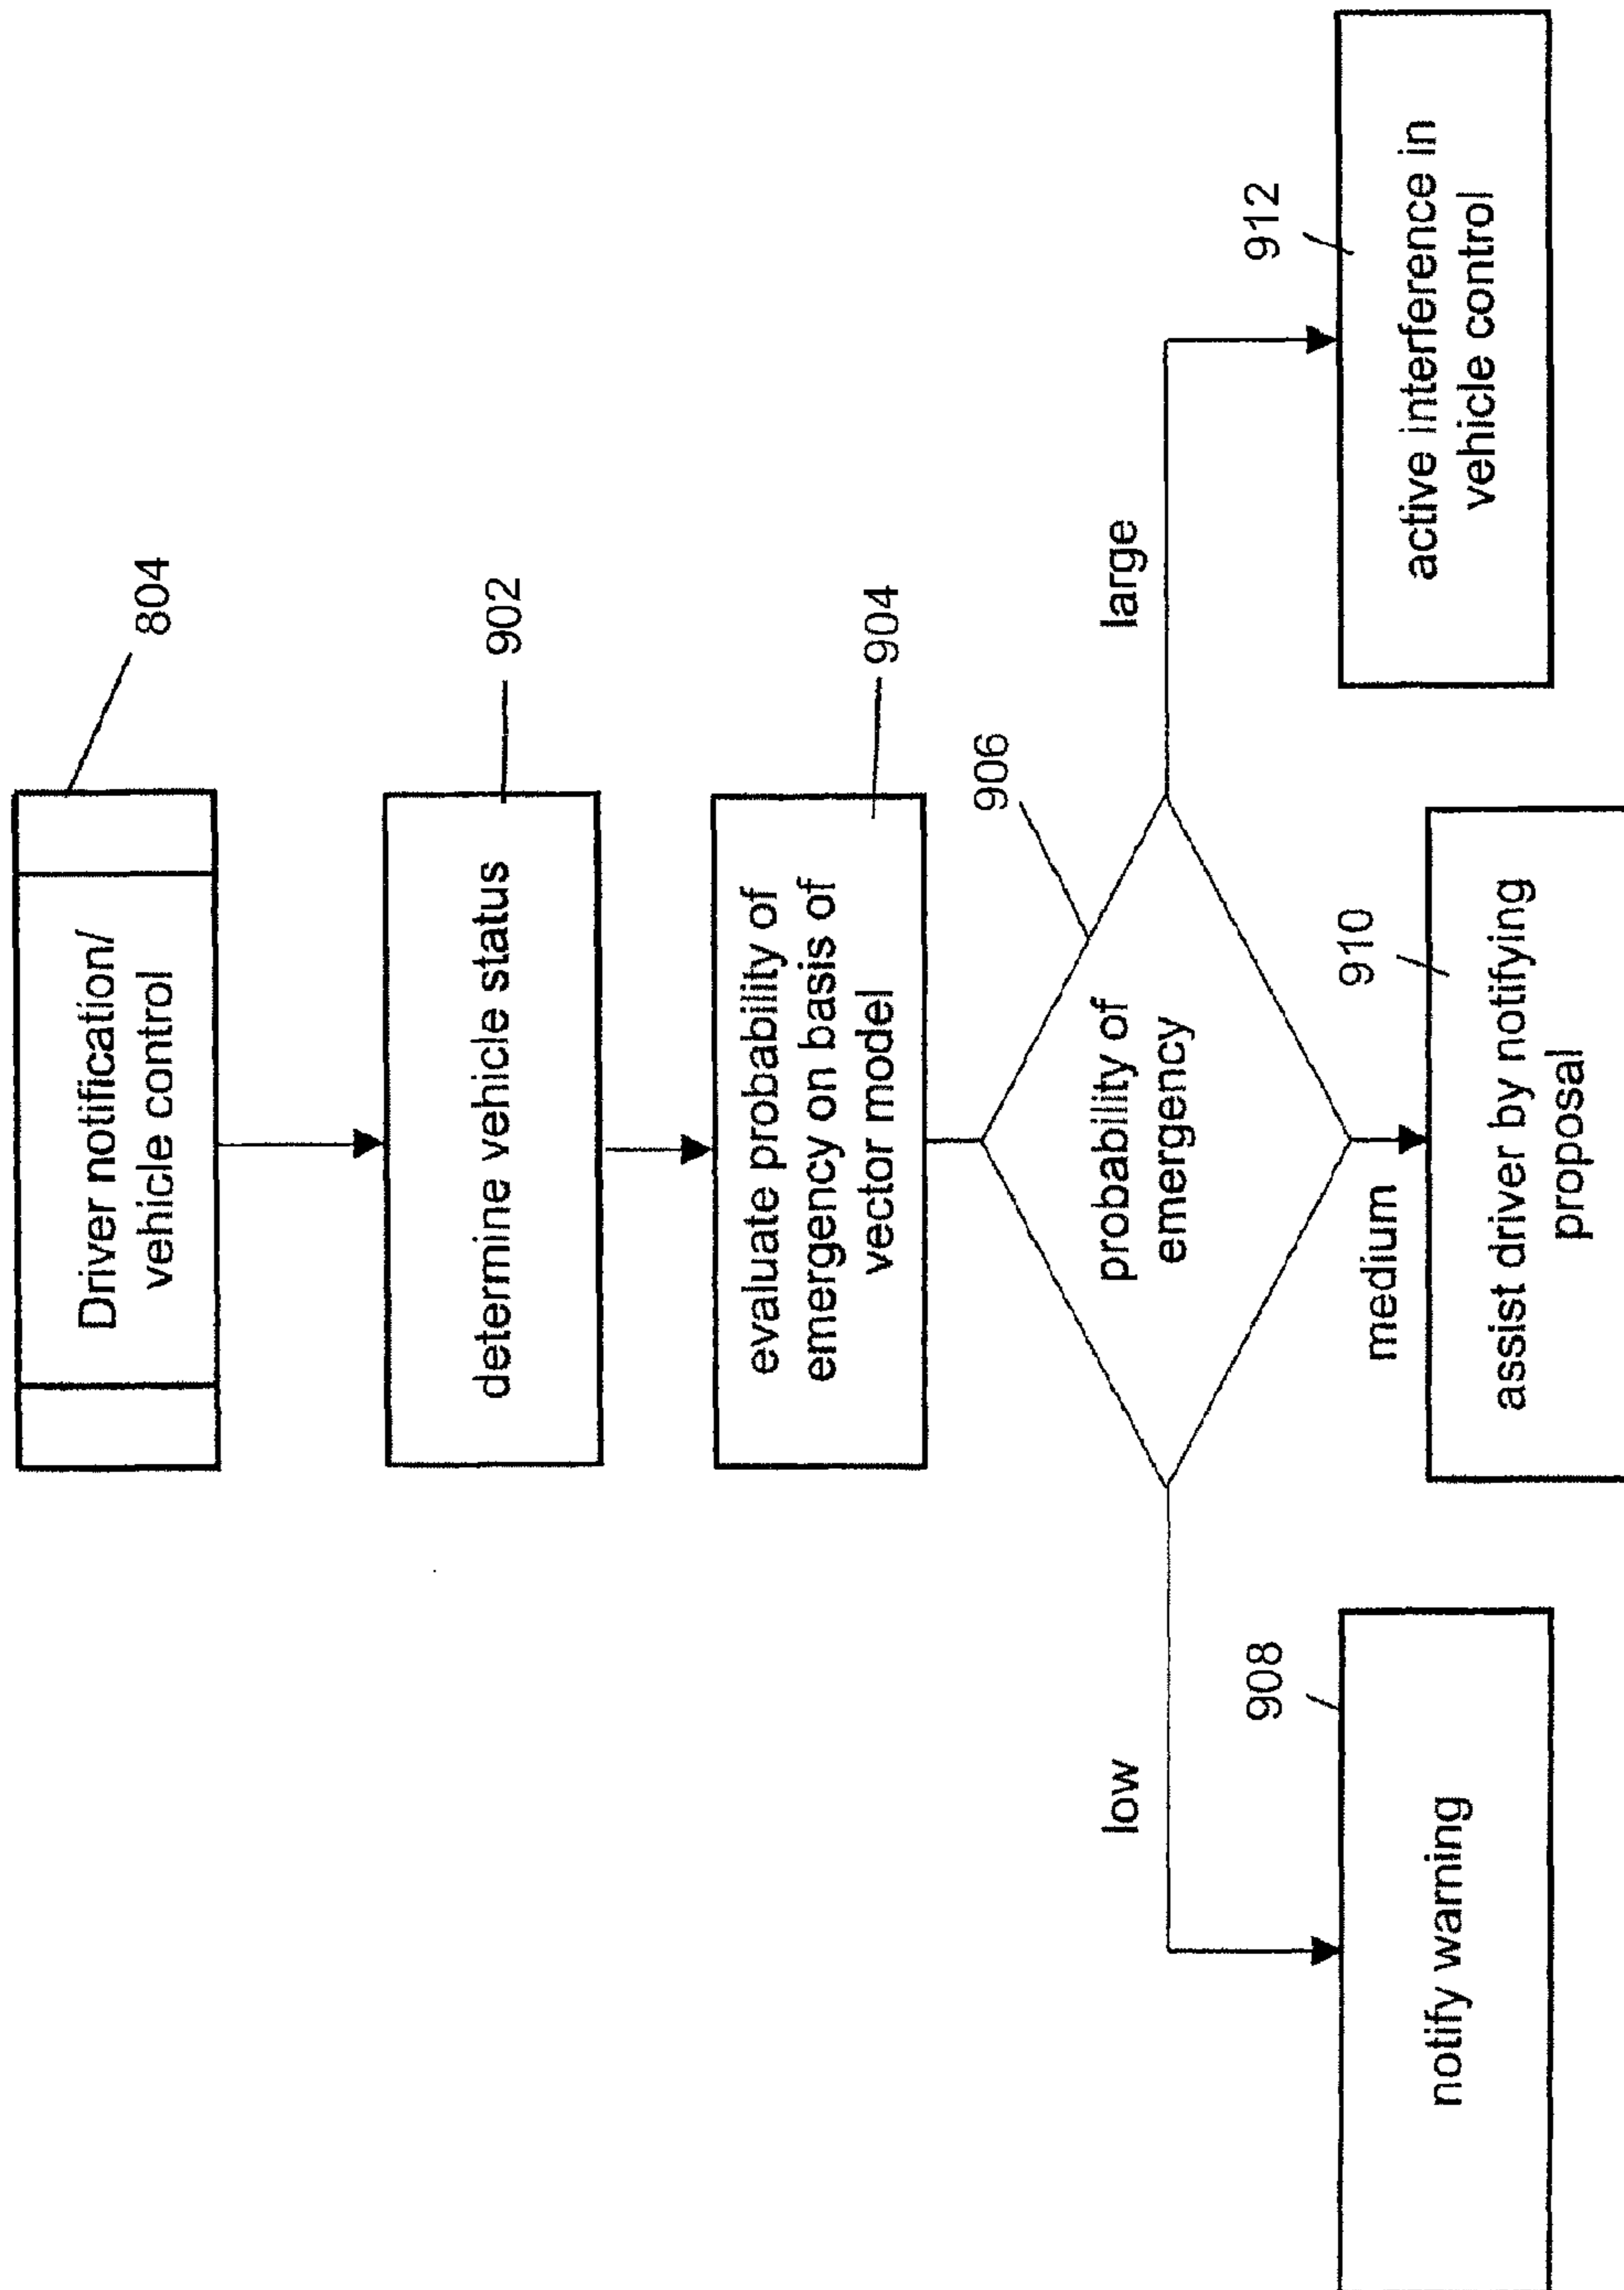 804
Driver notification/
vehicle control
902
determine vehicle status
904
evaluate probability of
emergency on basis of
vector model
906
probability of
emergency
low
medium
large
908
notify warning
910
assist driver by notifying
proposal
912
active interference in
vehicle control